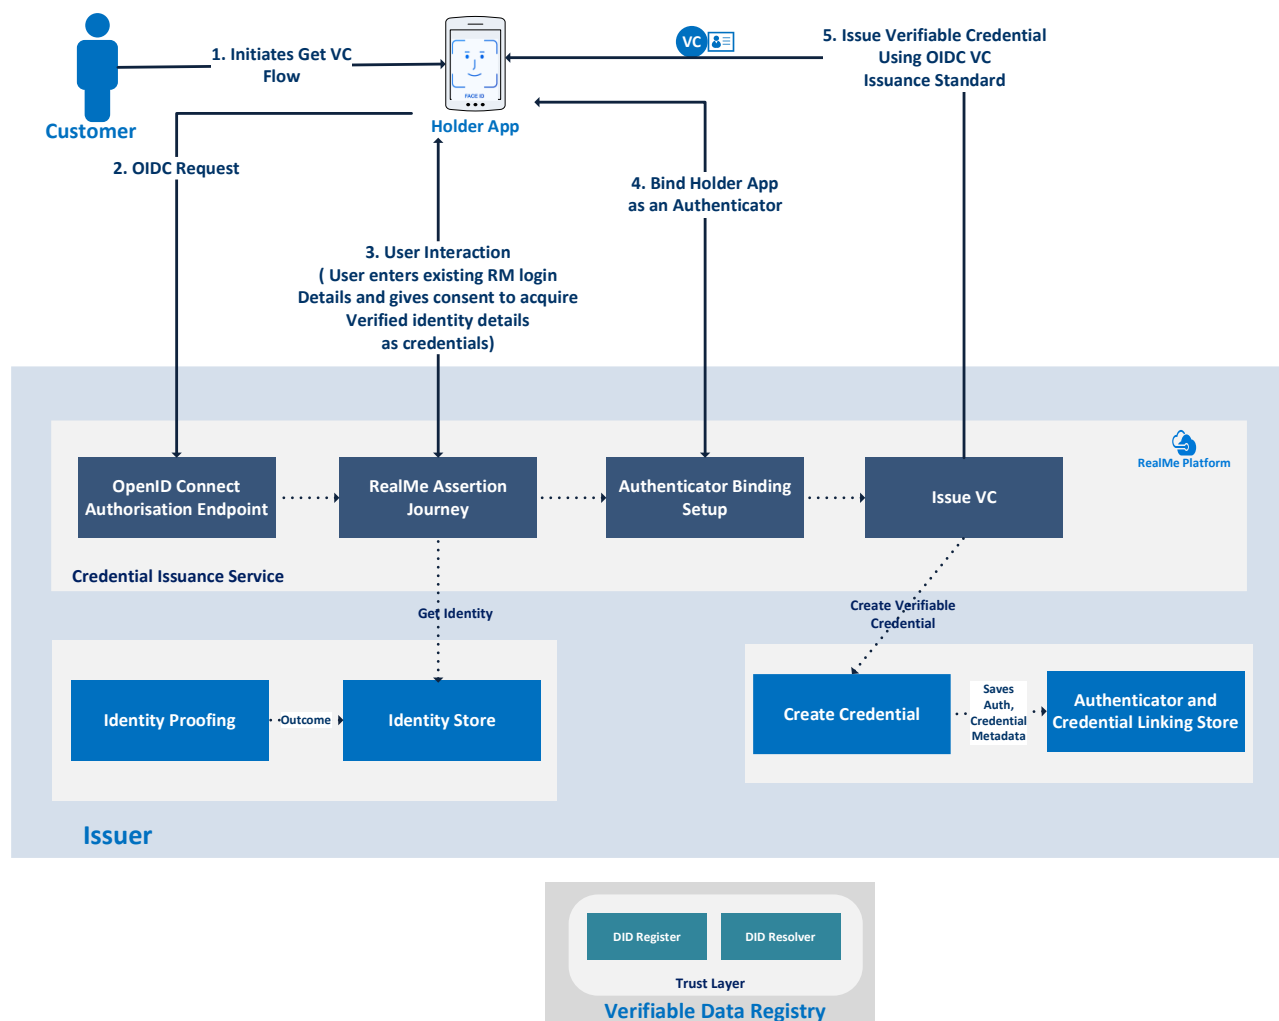 1. Initiates Get VC
Flow
VC
5. Issue Verifiable Credential
Using OIDC VC
Issuance Standard
FACE ID
Customer
Holder App
2. OIDC Request
4. Bind Holder App
as an Authenticator
3. User Interaction
( User enters existing RM login
Details and gives consent to acquire
Verified identity details
as credentials)
RealMe Platform
OpenID Connect
Authorisation Endpoint
RealMe Assertion
Journey
Authenticator Binding
Setup
Issue VC
Credential Issuance Service
Get Identity
Create Verifiable
Credential
Identity Proofing
Outcome
Identity Store
Create Credential
Saves
Auth,
Credential
Metadata
Authenticator and
Credential Linking Store
Issuer
DID Register
DID Resolver
Trust Layer
Verifiable Data Registry